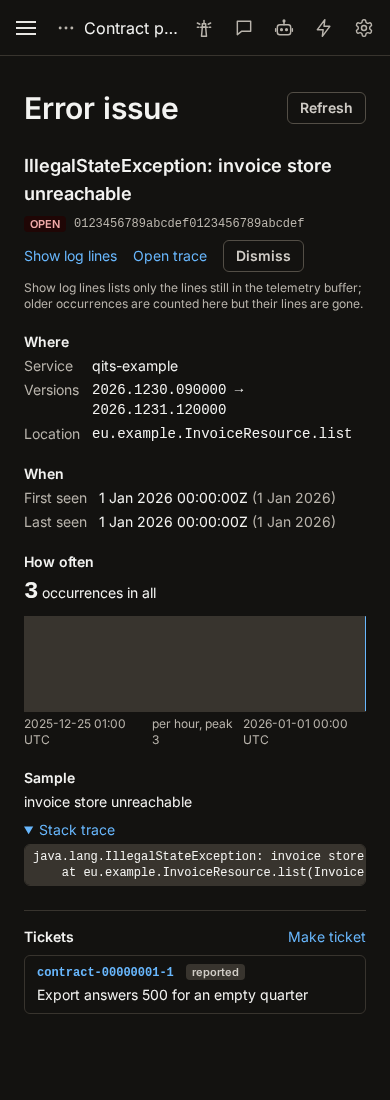 Contract p...
Error issue
Refresh
IllegalStateException: invoice store
unreachable
OPEN 0123456789abcdef0123456789abcdef
Show log lines Open trace Dismiss
Show log lines lists only the lines still in the telemetry buffer;
older occurrences are counted here but their lines are gone.
Where
Service qits-example
Versions 2026.1230.090000 →
2026.1231.120000
Location eu.example.InvoiceResource.list
When
First seen 1 Jan 2026 00:00:00Z (1 Jan 2026)
Last seen 1 Jan 2026 00:00:00Z (1 Jan 2026)
How often
3 occurrences in all
2025-12-25 01:00 UTC
per hour, peak 3
2026-01-01 00:00 UTC
Sample
invoice store unreachable
▼ Stack trace
java.lang.IllegalStateException: invoice store
at eu.example.InvoiceResource.list(Invoice
Tickets Make ticket
contract-00000001-1 reported
Export answers 500 for an empty quarter